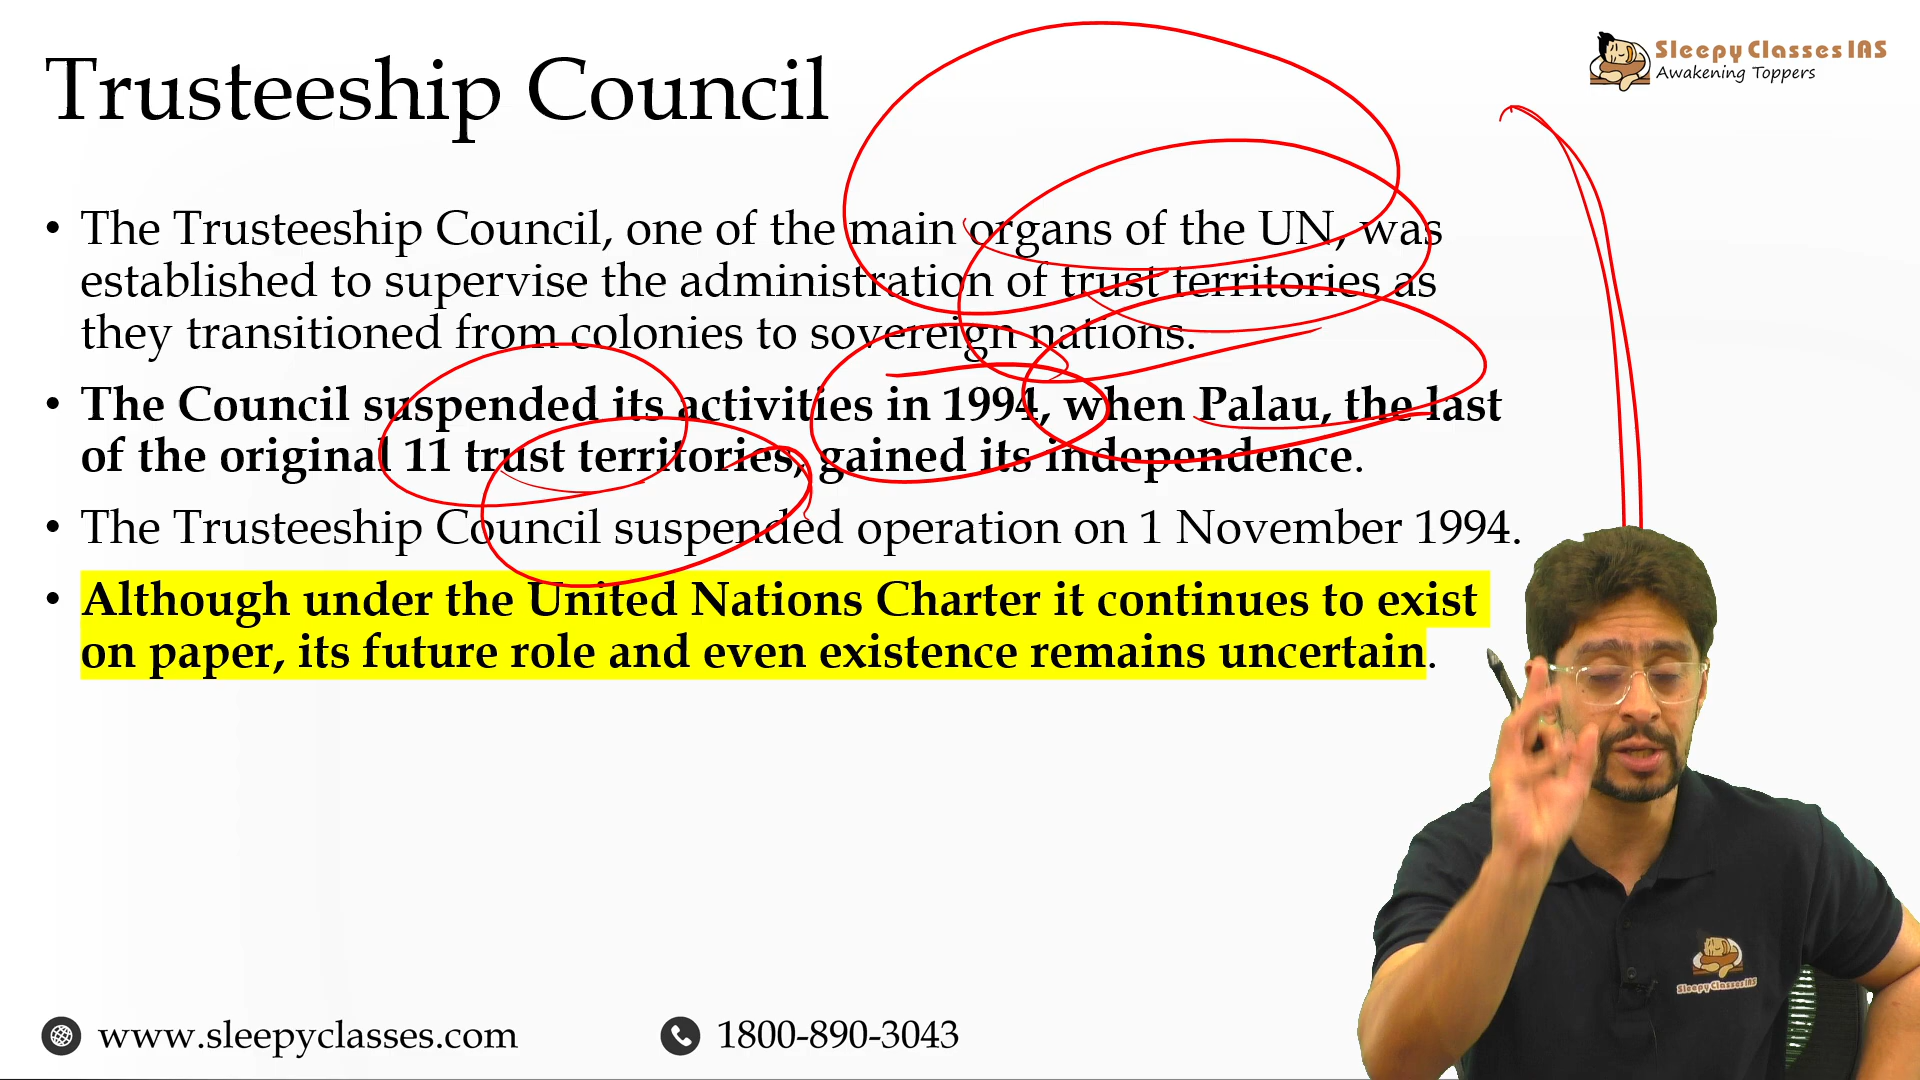 Trusteeship Council
Sleepy Classes IAS
Awakening Toppers
• The Trusteeship Council, one of the main organs of the UN, was
established to supervise the administration of trust territories as
they transitioned from colonies to sovereign nations.
• The Council suspended its activities in 1994, when Palau, the last
of the original 11 trust territories, gained its independence.
• The Trusteeship Council suspended operation on 1 November 1994.
• Although under the United Nations Charter it continues to exist
on paper, its future role and even existence remains uncertain.
Sleepy Classes IAS
www.sleepyclasses.com
1800-890-3043